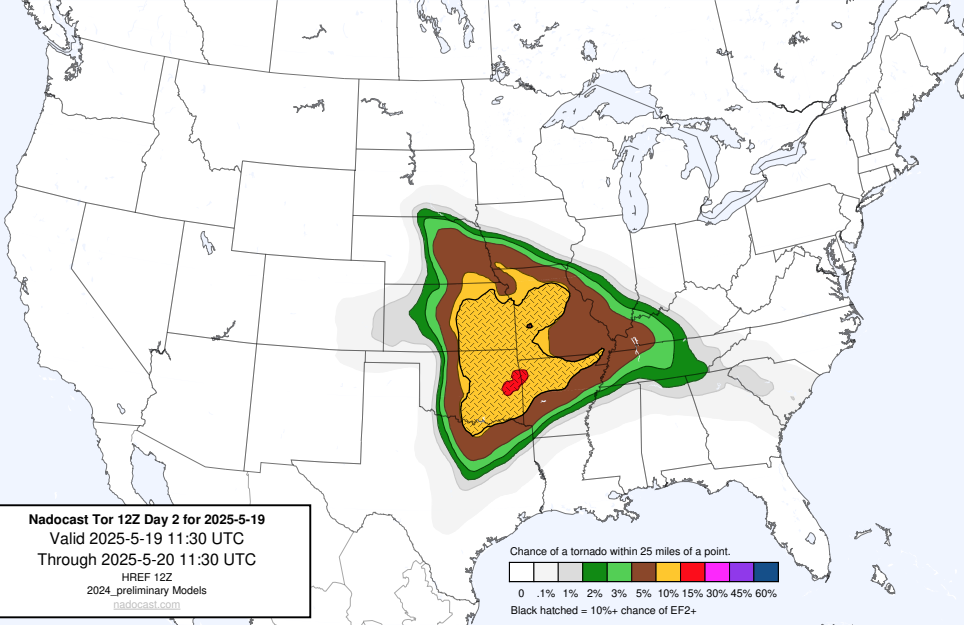 Nadocast Tor 12Z Day 2 for 2025-5-19
Valid 2025-5-19 11:30 UTC
Through 2025-5-20 11:30 UTC
HREF 12Z
2024_preliminary Models
nadocast.com
Chance of a tornado within 25 miles of a point.
0 .1% 1% 2% 3% 5% 10% 15% 30% 45% 60%
Black hatched = 10%+ chance of EF2+